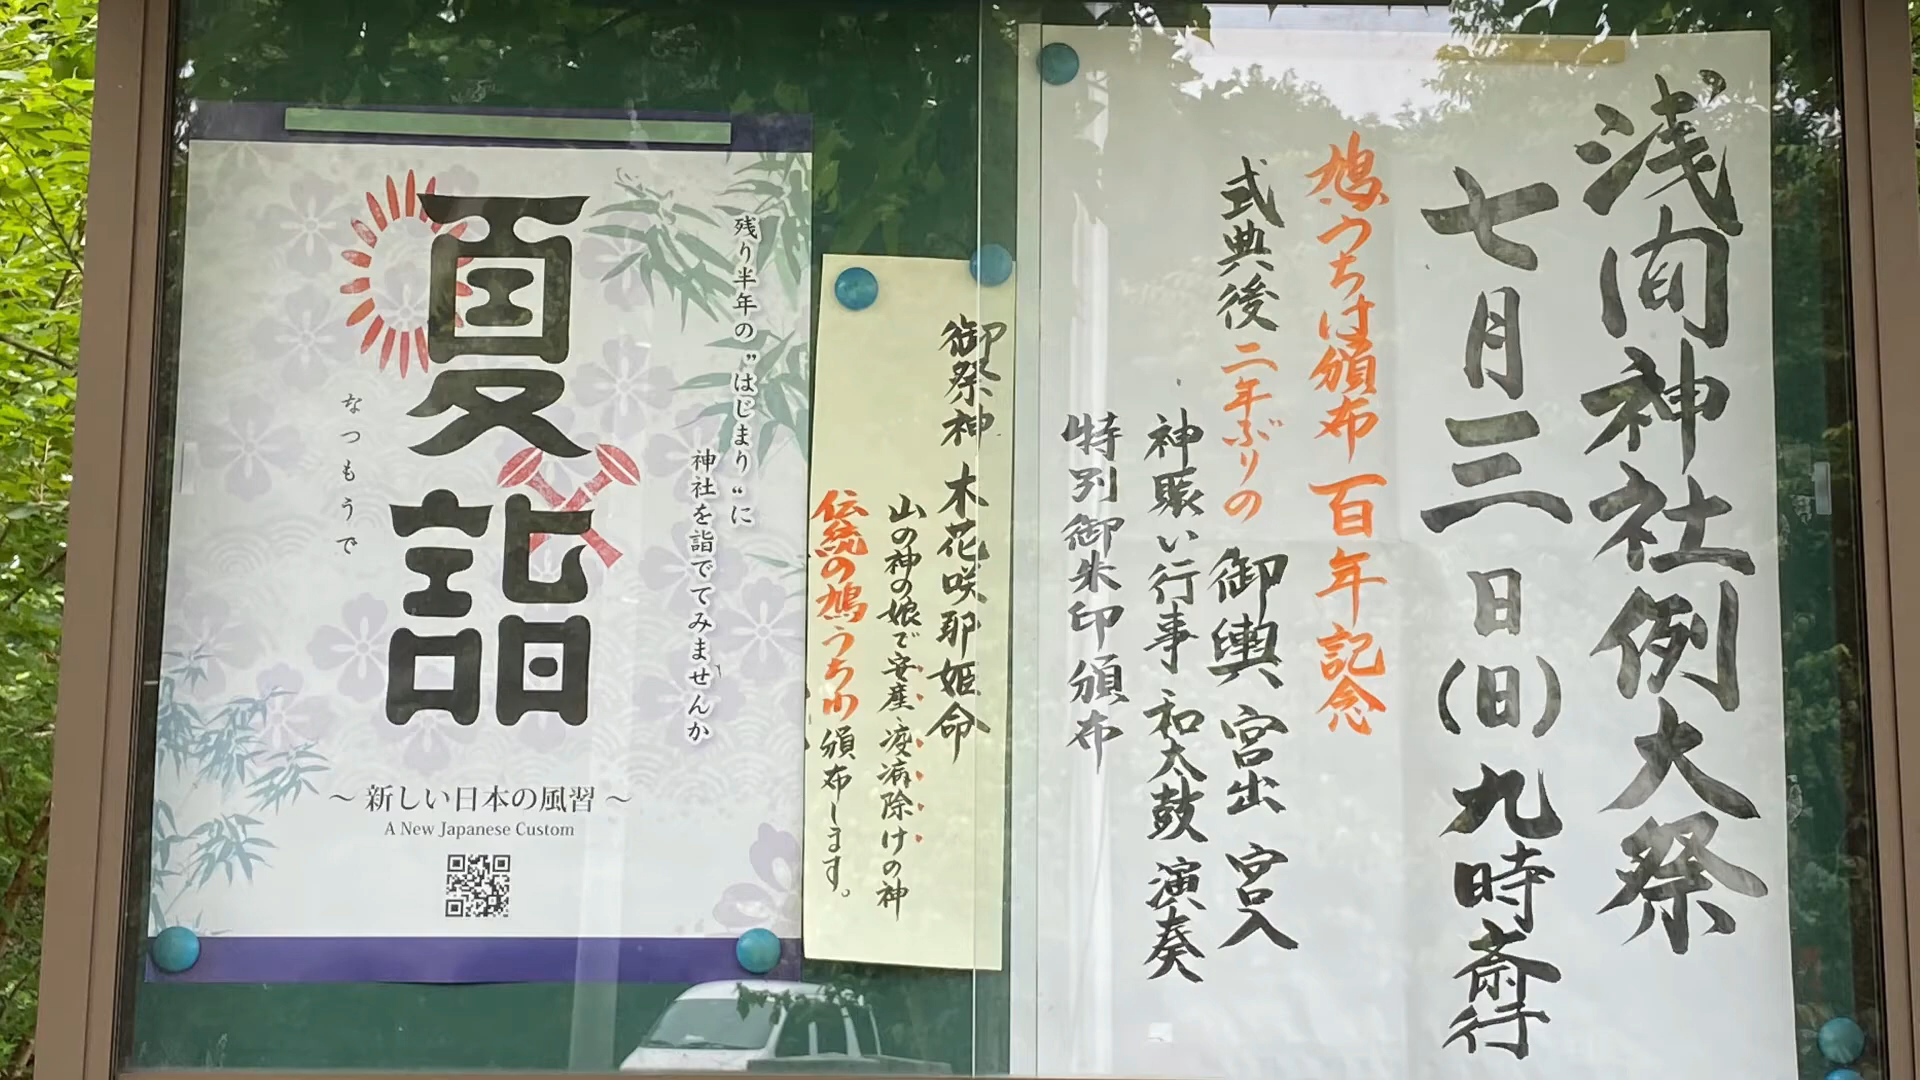 浅間神社例大祭
七月三日(日)九時斎行
鳩うちは頒布百年記念
式典後二年ぶりの 御輿 宮出 宮入
神賑い行事 和太鼓 演奏
特別御朱印頒布
御祭神 木花咲耶姫命
山の神の娘で安産、疫病除けの神
伝統の鳩うちわ頒布します。
残り半年の”はじまり“に
神社を詣でてみませんか
夏詣
なつもうで
～新しい日本の風習～
A New Japanese Custom